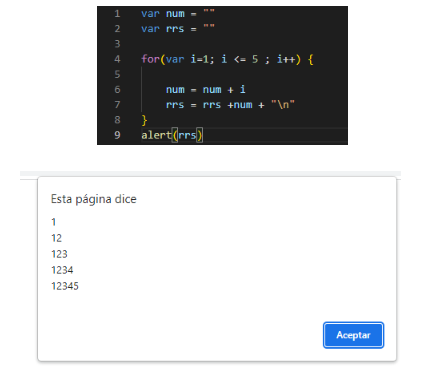 1 var num = ""
2 var rrs = ""
3
4 for(var i=1; i <= 5 ; i++) {
5
6 num = num + i
7 rrs = rrs +num + "\n"
8 }
9 alert(rrs)
Esta página dice
1
12
123
1234
12345
Aceptar